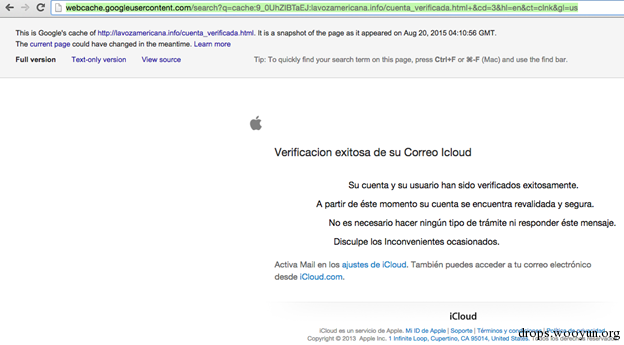 webcache.googleusercontent.com/search?q=cache:9_0UhZIBTaEJ:lavozamericana.info/cuenta_verificada.html+&cd=3&hl=en&ct=clnk&gl=us
This is Google's cache of http://lavozamericana.info/cuenta_verificada.html. It is a snapshot of the page as it appeared on Aug 20, 2015 04:10:56 GMT.
The current page could have changed in the meantime. Learn more
Full version Text-only version View source Tip: To quickly find your search term on this page, press Ctrl+F or ⌘-F (Mac) and use the find bar.
Verificacion exitosa de su Correo Icloud
Su cuenta y su usuario han sido verificados exitosamente.
A partir de éste momento su cuenta se encuentra revalidada y segura.
No es necesario hacer ningún tipo de trámite ni responder éste mensaje.
Disculpe los Inconvenientes ocasionados.
Activa Mail en los ajustes de iCloud. También puedes acceder a tu correo electrónico
desde iCloud.com.
iCloud
iCloud es un servicio de Apple. Mi ID de Apple | Soporte | Términos y condiciones | Política de privacidad
Copyright © 2013 Apple Inc. 1 Infinite Loop, Cupertino, CA 95014, United States. Todos los derechos reservados
drops.wooyun.org